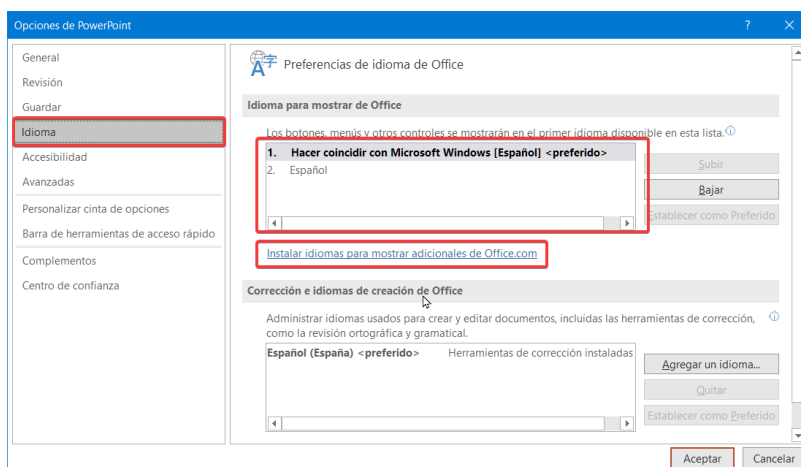 Opciones de PowerPoint
General
Revisión
Guardar
Idioma
Accesibilidad
Avanzadas
Personalizar cinta de opciones
Barra de herramientas de acceso rápido
Complementos
Centro de confianza
Preferencias de idioma de Office
Idioma para mostrar de Office
Los botones, menús y otros controles se mostrarán en el primer idioma disponible en esta lista.
1. Hacer coincidir con Microsoft Windows [Español] <preferido>
2. Español
Subir
Bajar
Establecer como Preferido
Instalar idiomas para mostrar adicionales de Office.com
Corrección e idiomas de creación de Office
Administrar idiomas usados para crear y editar documentos, incluidas las herramientas de corrección,
como la revisión ortográfica y gramatical.
Español (España) <preferido> Herramientas de corrección instaladas
Agregar un idioma...
Quitar
Establecer como Preferido
Aceptar
Cancelar